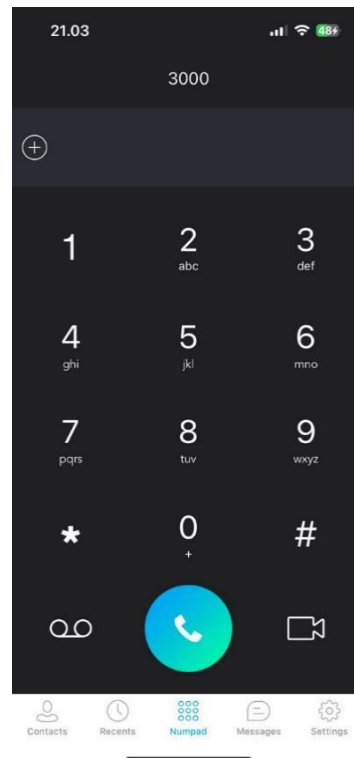 21.03 48
3000
1 2 3
abc def
4 5 6
ghi jkl mno
7 8 9
pqrs tuv wxyz
* 0 #
+
Contacts Recents Numpad Messages Settings